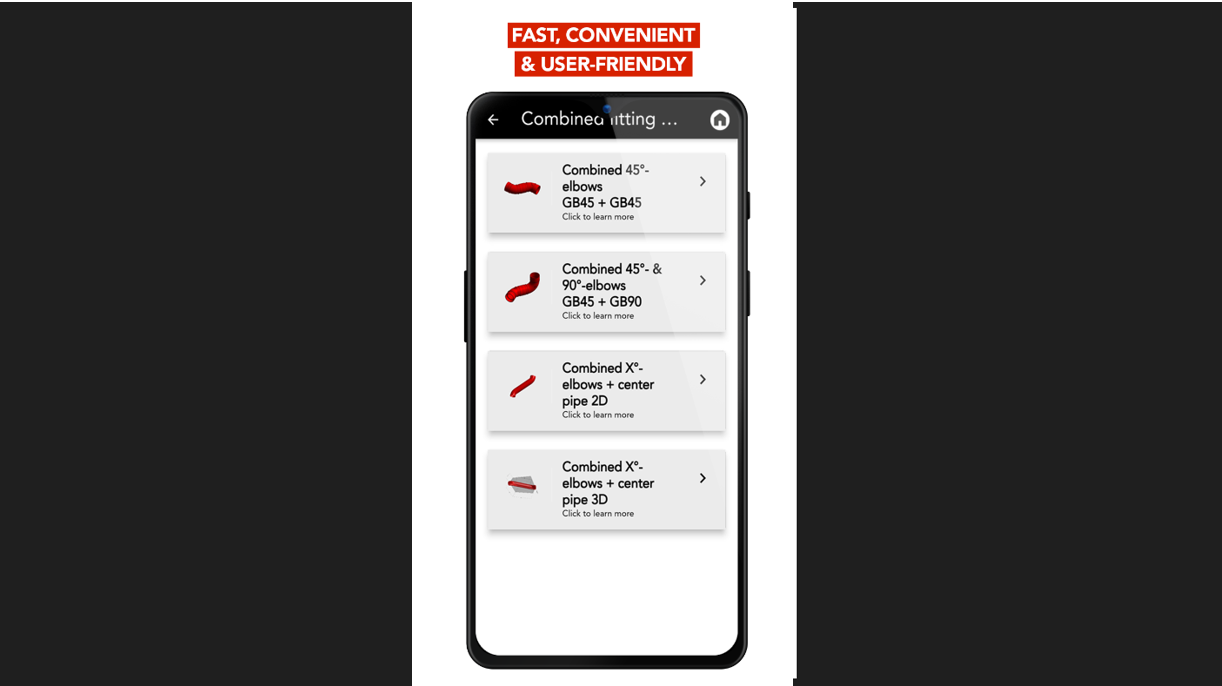 FAST, CONVENIENT
& USER-FRIENDLY
Combined fitting ...
Combined 45°-
elbows
GB45 + GB45
Click to learn more
Combined 45°- &
90°-elbows
GB45 + GB90
Click to learn more
Combined X°-
elbows + center
pipe 2D
Click to learn more
Combined X°-
elbows + center
pipe 3D
Click to learn more